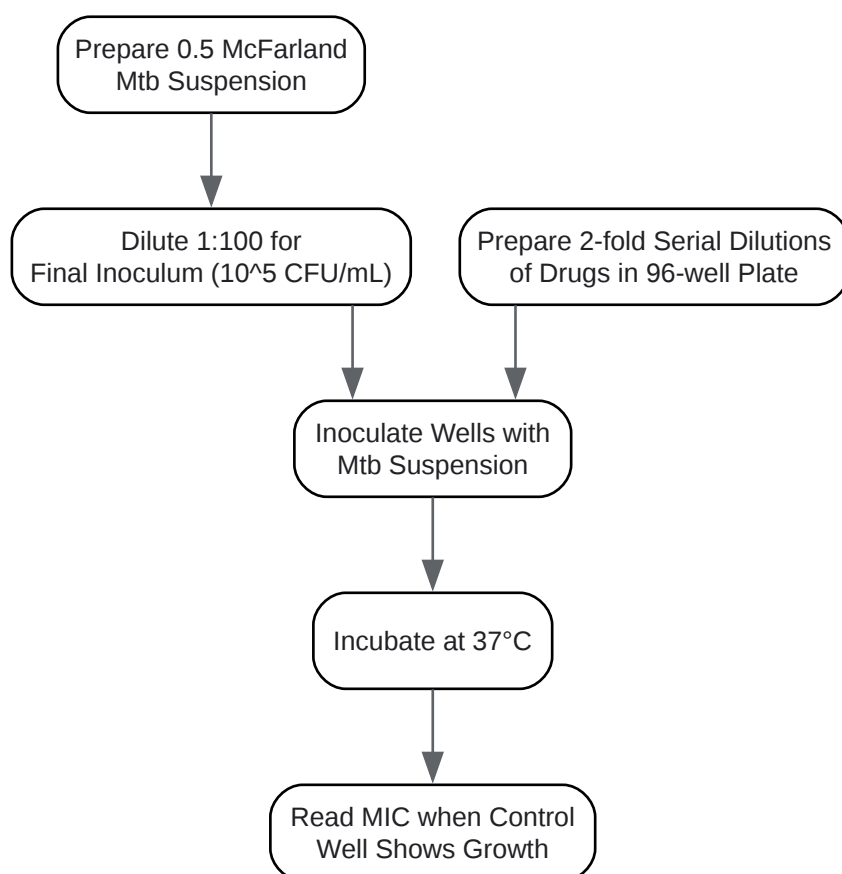 Prepare 0.5 McFarland
Mtb Suspension
Dilute 1:100 for
Final Inoculum (10^5 CFU/mL)
Prepare 2-fold Serial Dilutions
of Drugs in 96-well Plate
Inoculate Wells with
Mtb Suspension
Incubate at 37°C
Read MIC when Control
Well Shows Growth